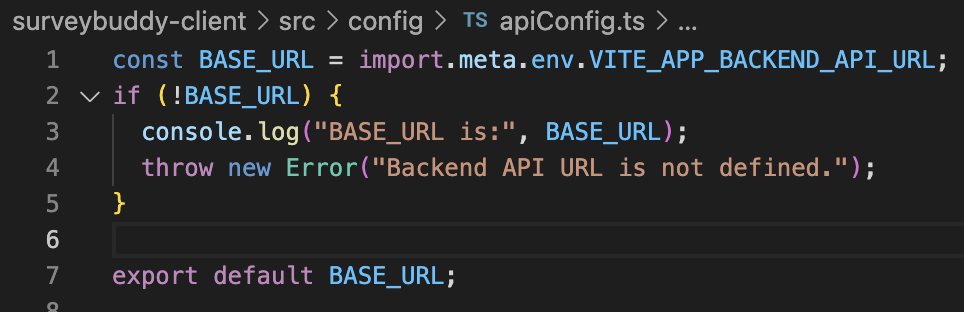 surveybuddy-client > src > config > TS apiConfig.ts > ...
1 const BASE_URL = import.meta.env.VITE_APP_BACKEND_API_URL;
2 if (!BASE_URL) {
3   console.log("BASE_URL is:", BASE_URL);
4   throw new Error("Backend API URL is not defined.");
5 }
6
7 export default BASE_URL;
8